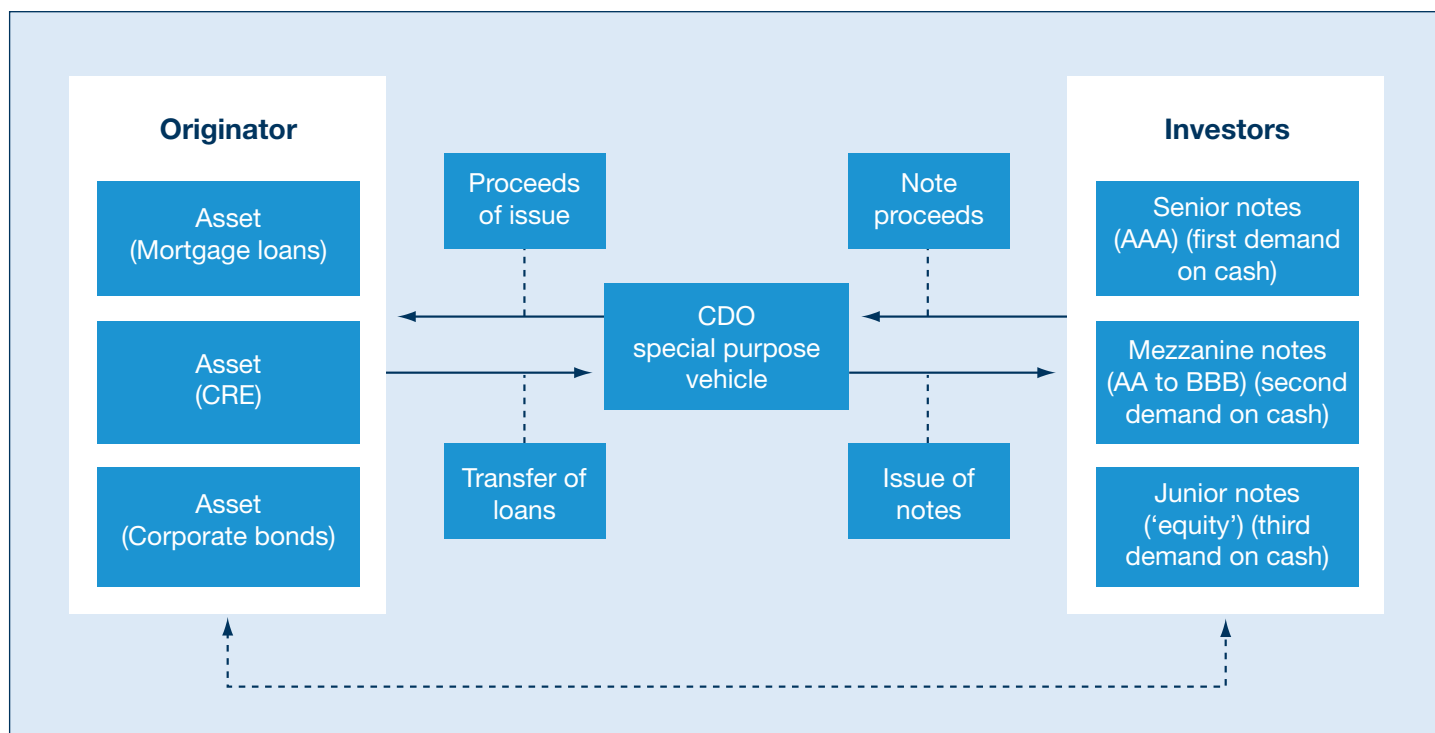 Originator
Asset
(Mortgage loans)
Asset
(CRE)
Asset
(Corporate bonds)
Proceeds
of issue
Transfer of
loans
CDO
special purpose
vehicle
Note
proceeds
Issue of
notes
Investors
Senior notes
(AAA) (first demand
on cash)
Mezzanine notes
(AA to BBB) (second
demand on cash)
Junior notes
(‘equity’) (third
demand on cash)